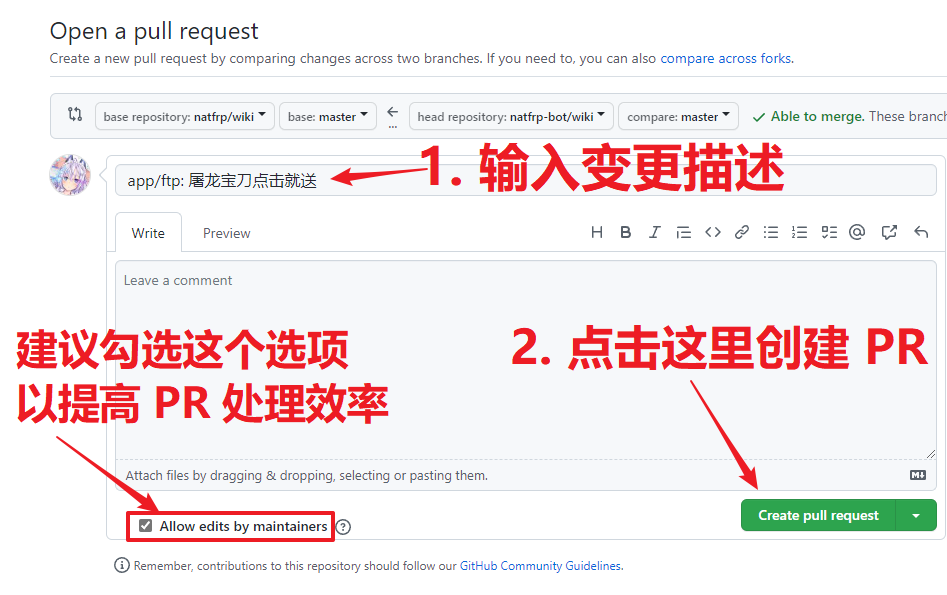 Open a pull request
Create a new pull request by comparing changes across two branches. If you need to, you can also compare across forks.
base repository: natfrp/wiki base: master ← head repository: natfrp-bot/wiki compare: master ✓ Able to merge. These branch
app/ftp: 屠龙宝刀点击就送
1. 输入变更描述
Write Preview
Leave a comment
建议勾选这个选项
以提高 PR 处理效率
2. 点击这里创建 PR
Attach files by dragging & dropping, selecting or pasting them.
Allow edits by maintainers
Create pull request
Remember, contributions to this repository should follow our GitHub Community Guidelines.